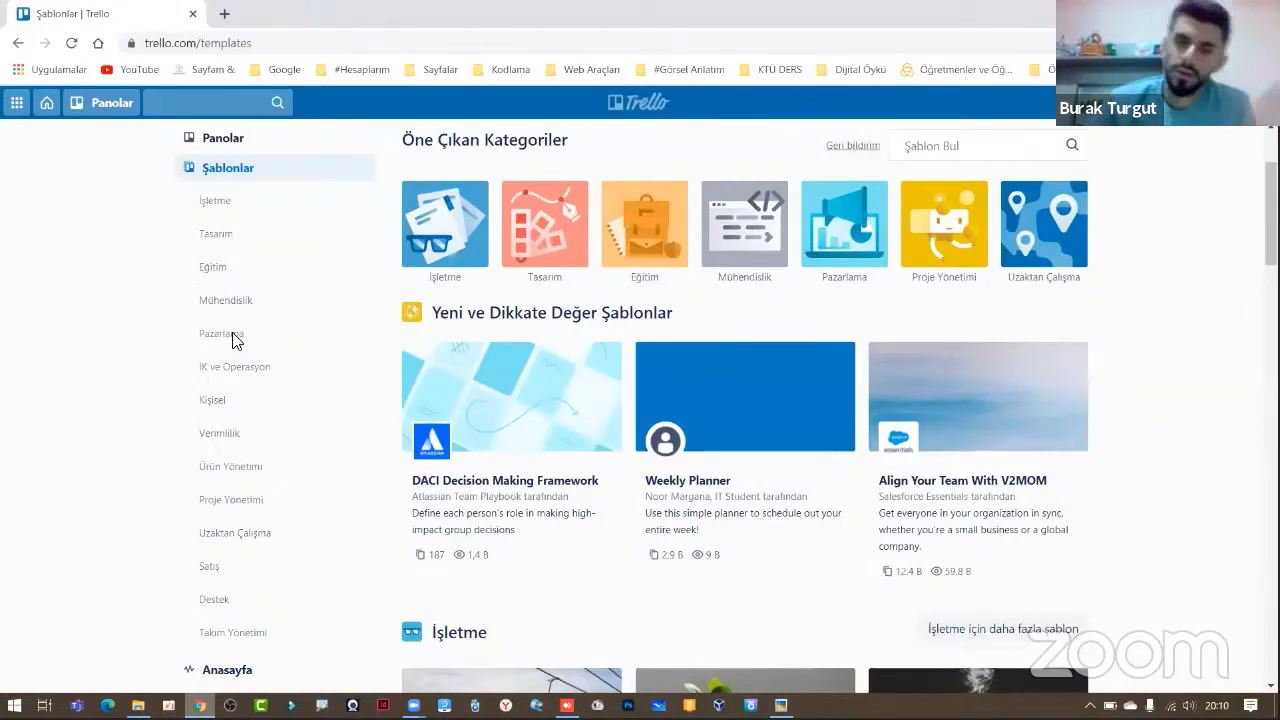 Şablonlar | Trello
trello.com/templates
Uygulamalar
YouTube
Sayfam &
Google
#Hesaplarım
Sayfalar
Kodlama
Web Araçları
#Görsel Anlatım
KTÜ DERS
Dijital Öykü
Öğretmenler ve Öğ...
Burak Turgut
Panolar
Trello
Panolar
Şablonlar
İşletme
Tasarım
Eğitim
Mühendislik
Pazarlama
İK ve Operasyon
Kişisel
Verimlilik
Ürün Yönetimi
Proje Yönetimi
Uzaktan Çalışma
Satış
Destek
Takım Yönetimi
Anasayfa
Öne Çıkan Kategoriler
Geri bildirim
Şablon Bul
İşletme
Tasarım
Eğitim
Mühendislik
Pazarlama
Proje Yönetimi
Uzaktan Çalışma
Yeni ve Dikkate Değer Şablonlar
ATLASSIAN
DACI Decision Making Framework
Atlassian Team Playbook tarafından
Define each person's role in making high-
impact group decisions
187 1,4 B
Weekly Planner
Noor Margana, IT Student tarafından
Use this simple planner to schedule out your
entire week!
2,9 B 9 B
essentials
Align Your Team With V2MOM
Salesforce Essentials tarafından
Get everyone in your organization in sync,
whether you're a small business or a global
company.
12,4 B 59,8 B
İşletme
İşletme için daha fazla şablon
zoom
20:10